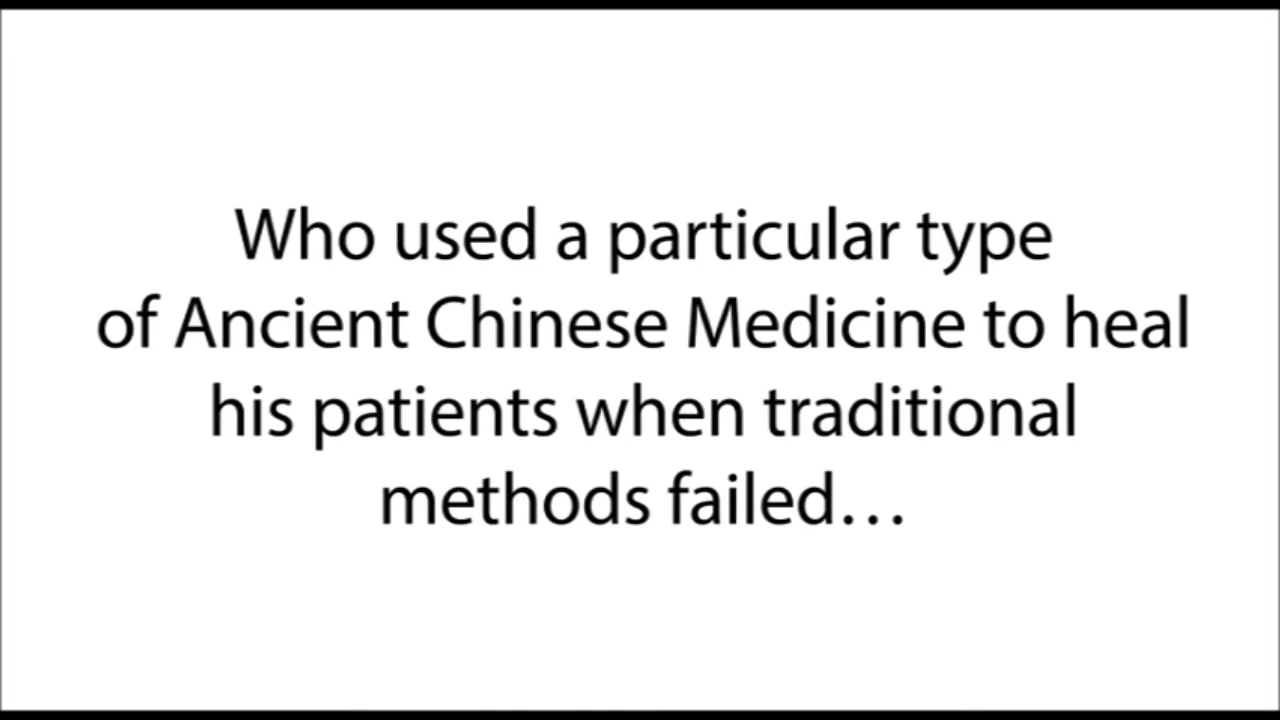 Who used a particular type
of Ancient Chinese Medicine to heal
his patients when traditional
methods failed…